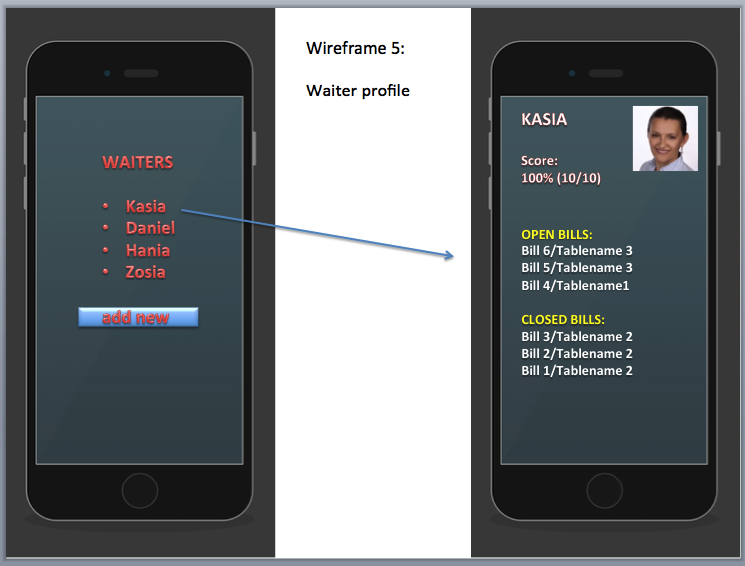 Wireframe 5:
Waiter profile
WAITERS
• Kasia
• Daniel
• Hania
• Zosia
add new
KASIA
Score:
100% (10/10)
OPEN BILLS:
Bill 6/Tablename 3
Bill 5/Tablename 3
Bill 4/Tablename1
CLOSED BILLS:
Bill 3/Tablename 2
Bill 2/Tablename 2
Bill 1/Tablename 2